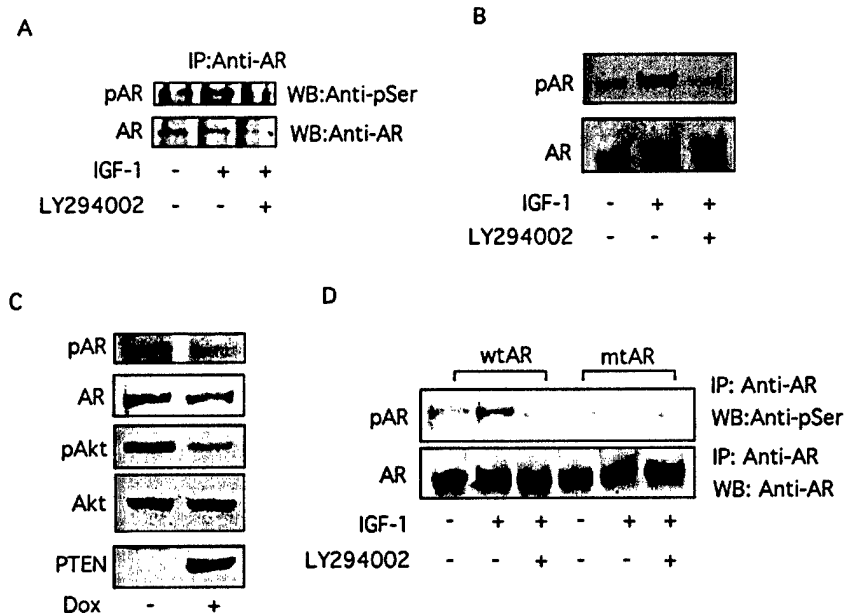 A
IP:Anti-AR
pAR WB:Anti-pSer
AR WB:Anti-AR
IGF-1 - + +
LY294002 - - +
B
pAR
AR
IGF-1 - + +
LY294002 - - +
C
pAR
AR
pAkt
Akt
PTEN
Dox - +
D
wtAR mtAR
IP: Anti-AR
pAR WB:Anti-pSer
IP: Anti-AR
AR
WB: Anti-AR
IGF-1 - + + - + +
LY294002 - - + - - +